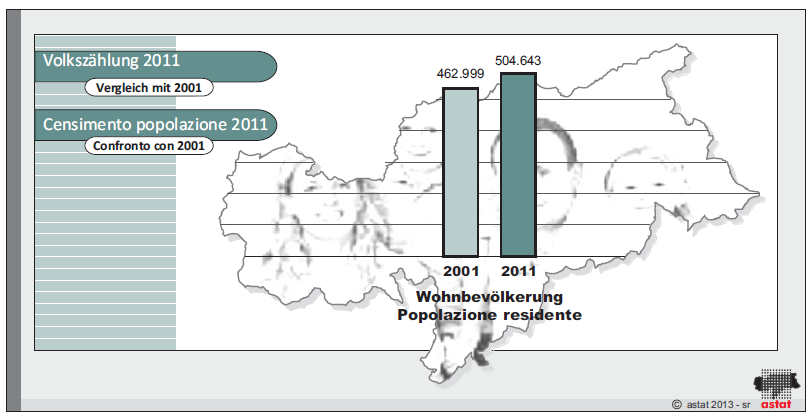 Volkszählung 2011
Vergleich mit 2001
Censimento popolazione 2011
Confronto con 2001
504.643
462.999
2001 2011
Wohnbevölkerung
Popolazione residente
© astat 2013 - sr
astat